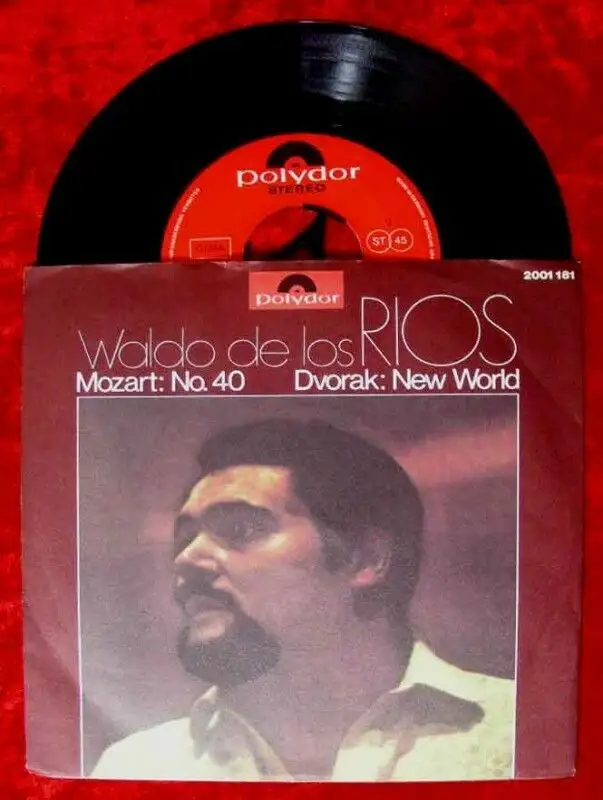 polydor
STEREO
ST 45
2001 181
polydor
Waldo de los RIOS
Mozart: No. 40 Dvorak: New World